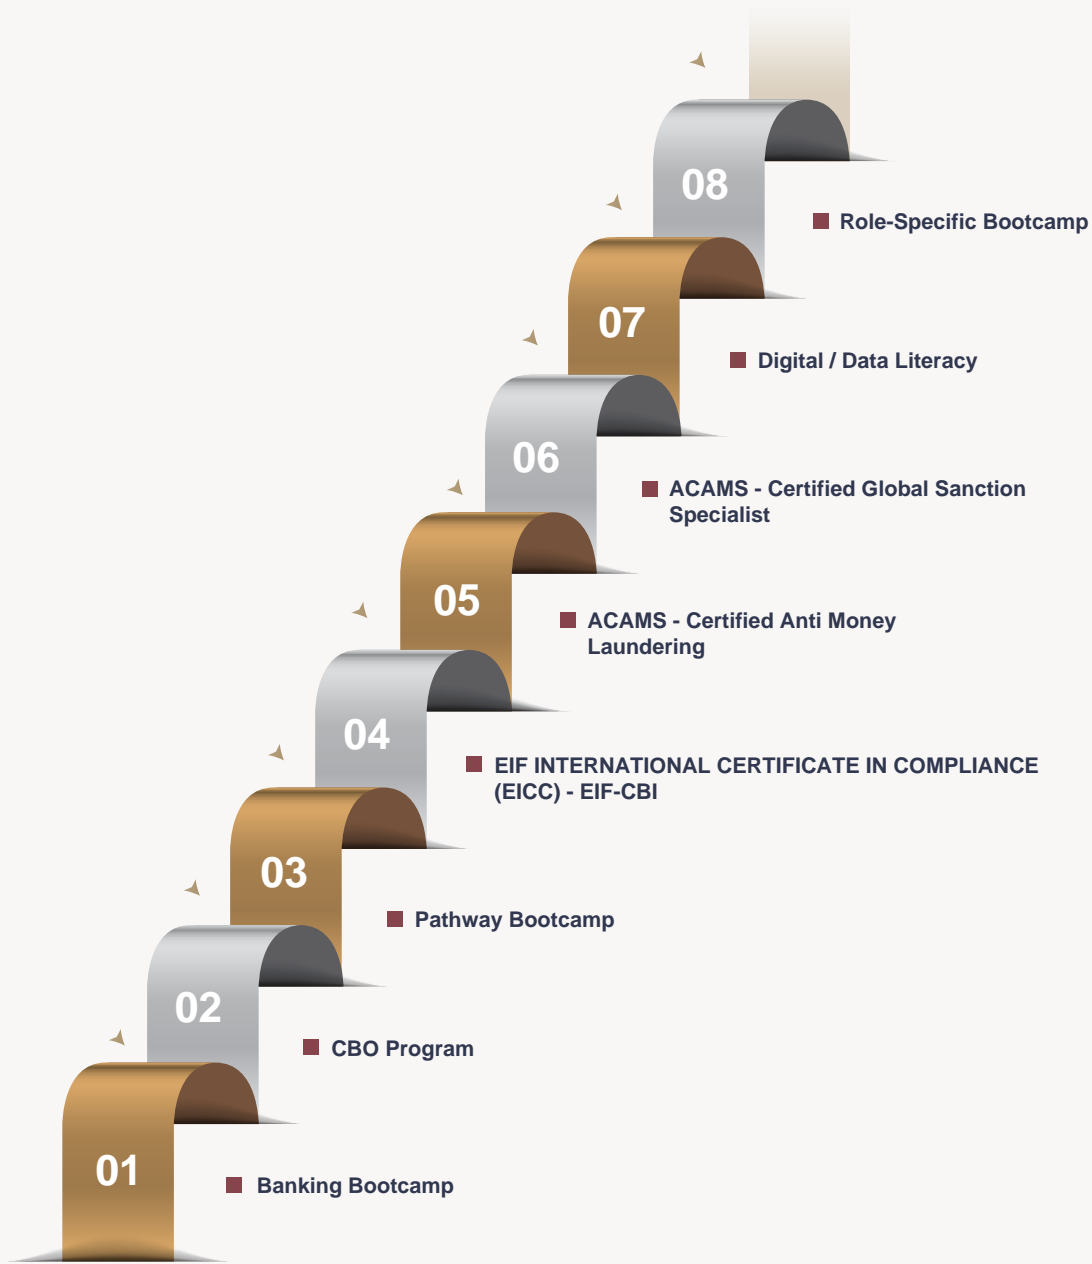 08
Role-Specific Bootcamp
07
Digital / Data Literacy
06
ACAMS - Certified Global Sanction
Specialist
05
ACAMS - Certified Anti Money
Laundering
04
EIF INTERNATIONAL CERTIFICATE IN COMPLIANCE
(EICC) - EIF-CBI
03
Pathway Bootcamp
02
CBO Program
01
Banking Bootcamp